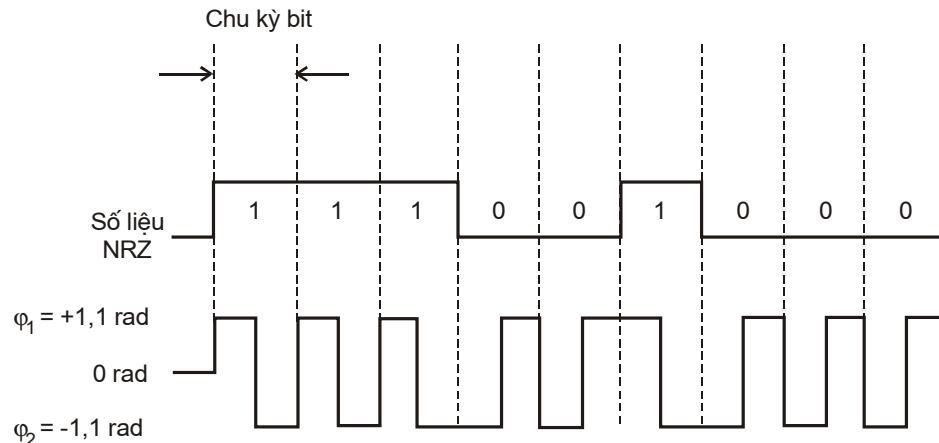 Chu kỳ bit
1 1 1 0 0 1 0 0 0
Số liệu
NRZ
φ1 = +1,1 rad
0 rad
φ2 = -1,1 rad